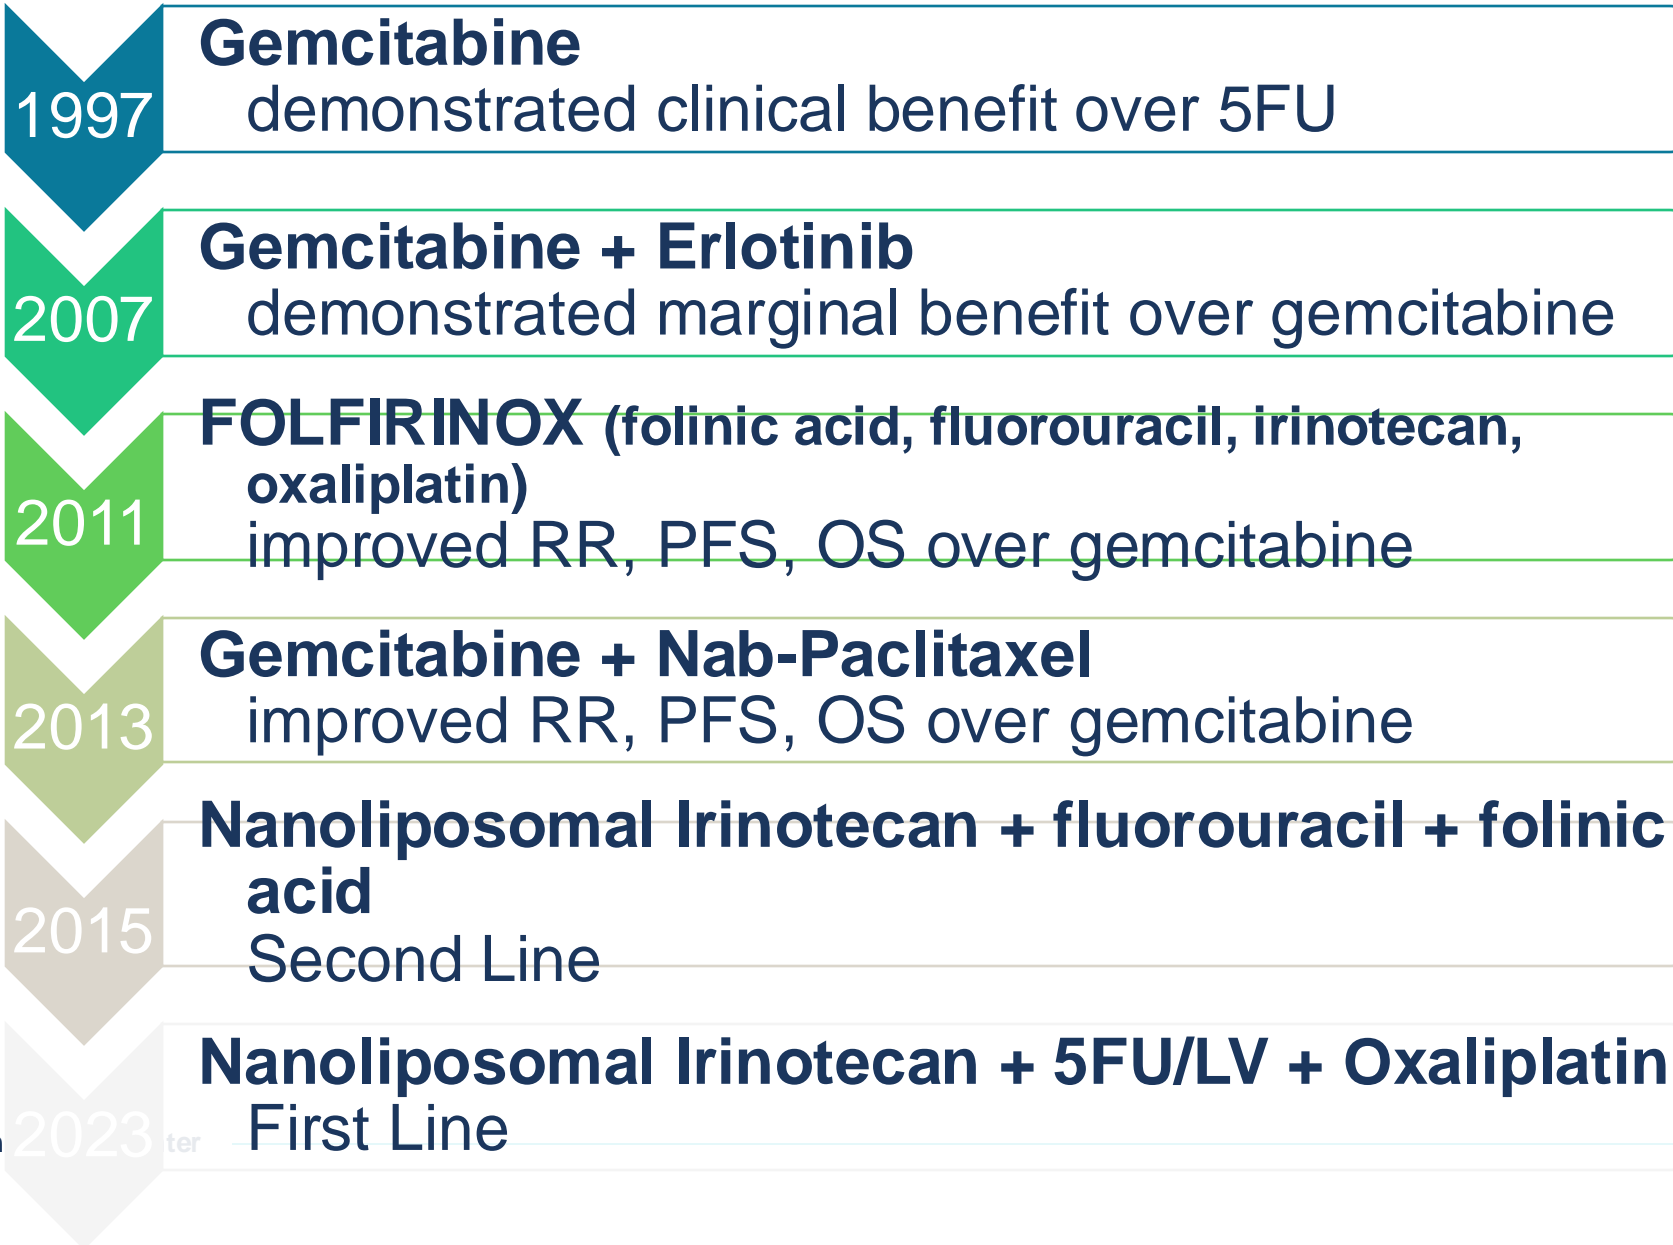 Gemcitabine
1997
demonstrated clinical benefit over 5FU
Gemcitabine + Erlotinib
2007
demonstrated marginal benefit over gemcitabine
FOLFIRINOX (folinic acid, fluorouracil, irinotecan,
oxaliplatin)
2011
improved RR, PFS, OS over gemcitabine
Gemcitabine + Nab-Paclitaxel
2013
improved RR, PFS, OS over gemcitabine
Nanoliposomal Irinotecan + fluorouracil + folinic
acid
2015
Second Line
Nanoliposomal Irinotecan + 5FU/LV + Oxaliplatin
2023
First Line